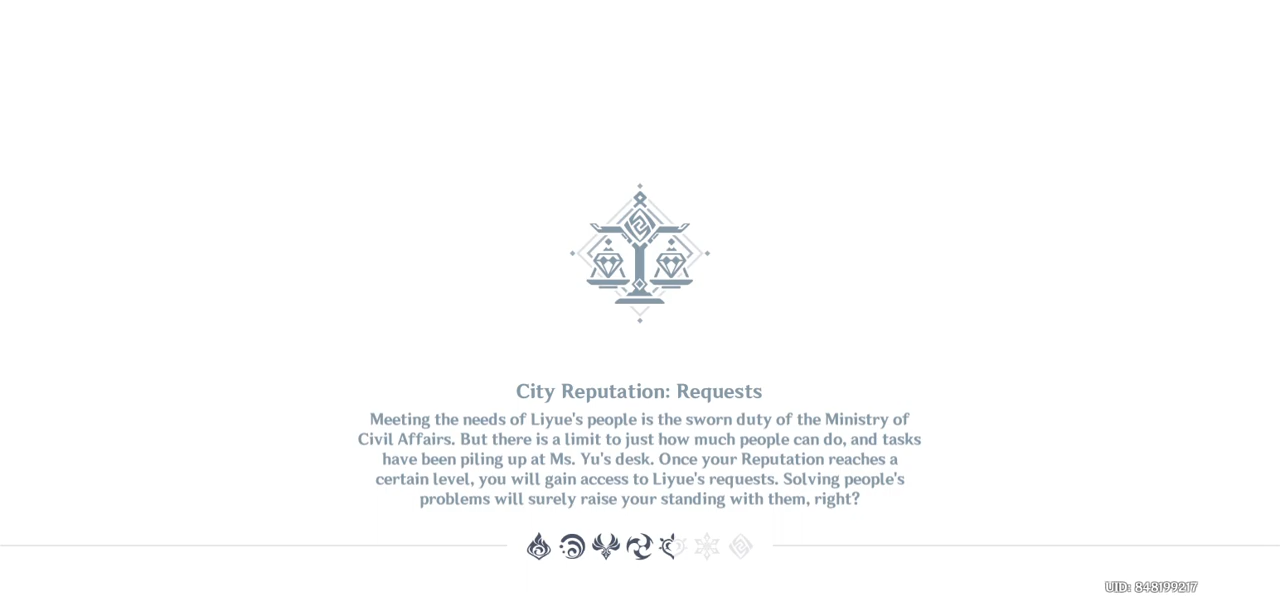 City Reputation: Requests
Meeting the needs of Liyue's people is the sworn duty of the Ministry of
Civil Affairs. But there is a limit to just how much people can do, and tasks
have been piling up at Ms. Yu's desk. Once your Reputation reaches a
certain level, you will gain access to Liyue's requests. Solving people's
problems will surely raise your standing with them, right?
UID: 848199217